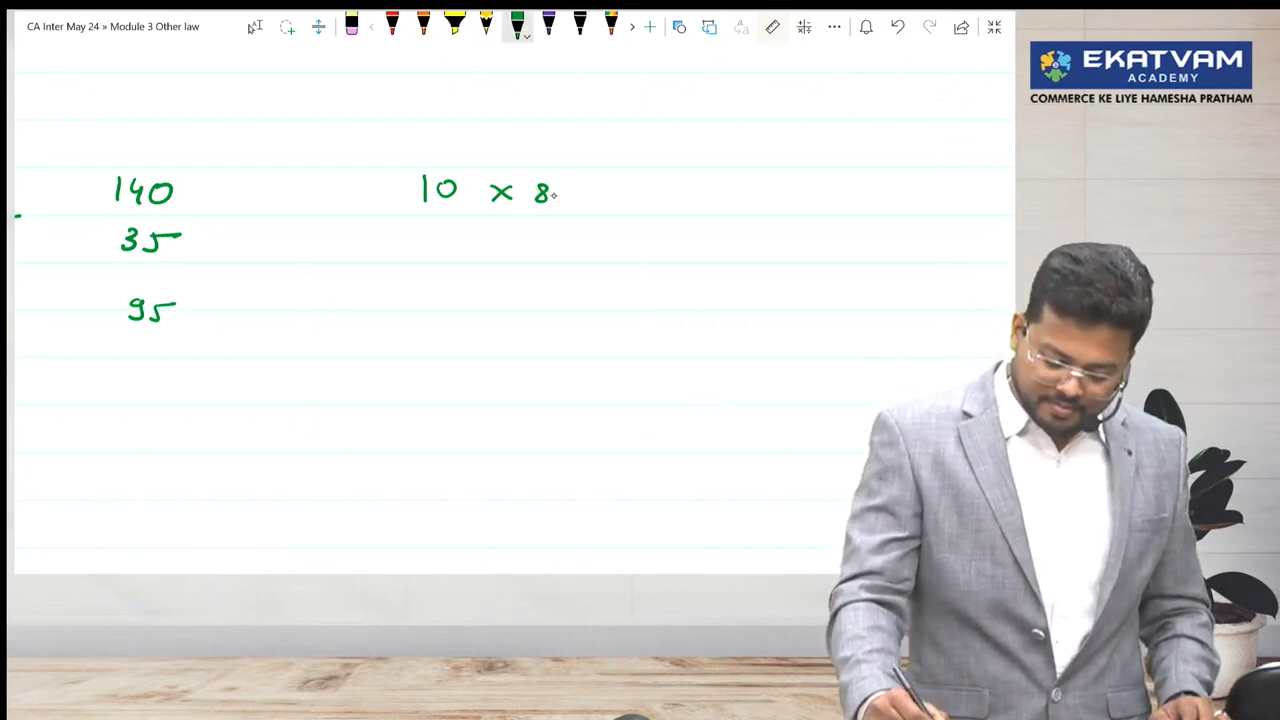 CA Inter May 24 » Module 3 Other law
EKATVAM
ACADEMY
COMMERCE KE LIYE HAMESHA PRATHAM
140 10 × 8
35
95